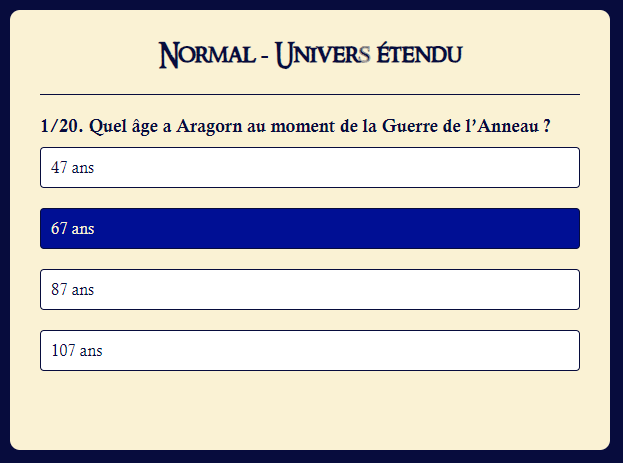 Normal - Univers étendu
1/20. Quel âge a Aragorn au moment de la Guerre de l’Anneau ?
47 ans
67 ans
87 ans
107 ans